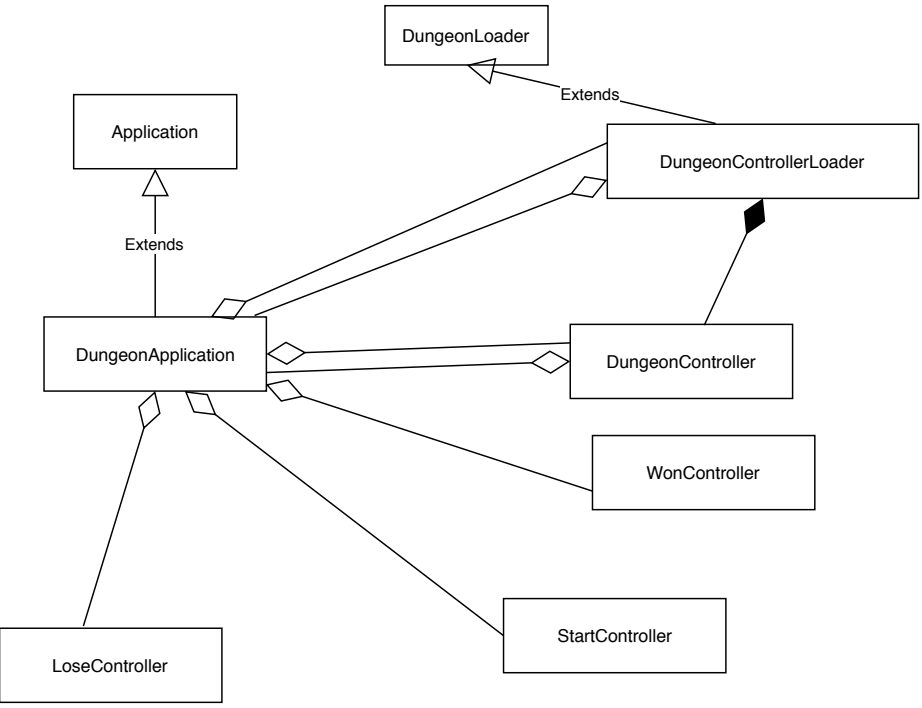 DungeonLoader
Extends
Application
DungeonControllerLoader
Extends
DungeonApplication
DungeonController
WonController
StartController
LoseController